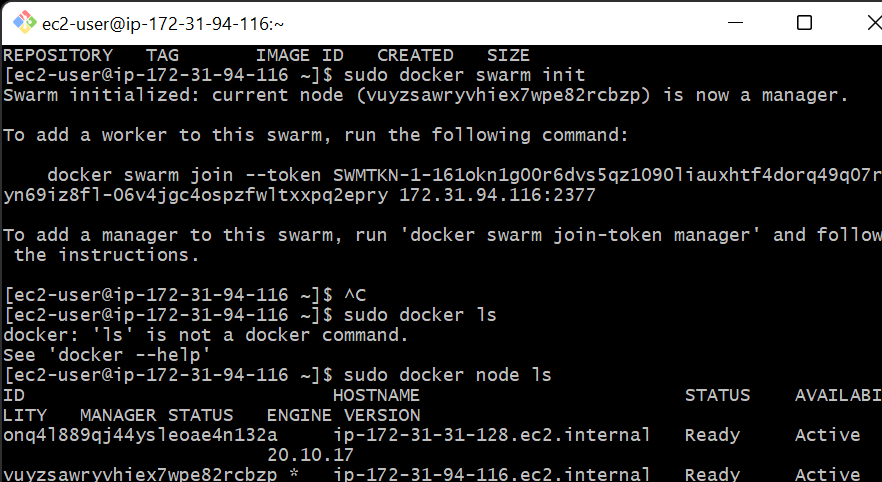 ec2-user@ip-172-31-94-116:~
REPOSITORY   TAG       IMAGE ID   CREATED   SIZE
[ec2-user@ip-172-31-94-116 ~]$ sudo docker swarm init
Swarm initialized: current node (vuyzsawryvhiex7wpe82rcbzp) is now a manager.
To add a worker to this swarm, run the following command:
    docker swarm join --token SWMTKN-1-161okn1g00r6dvs5qz1090liauxhtf4dorq49q07r
yn69iz8fl-06v4jgc4ospzfwltxxpq2epry 172.31.94.116:2377
To add a manager to this swarm, run 'docker swarm join-token manager' and follow
 the instructions.
[ec2-user@ip-172-31-94-116 ~]$ ^C
[ec2-user@ip-172-31-94-116 ~]$ sudo docker ls
docker: 'ls' is not a docker command.
See 'docker --help'
[ec2-user@ip-172-31-94-116 ~]$ sudo docker node ls
ID                            HOSTNAME                        STATUS    AVAILABI
LITY   MANAGER STATUS   ENGINE VERSION
onq4l889qj44ysleoae4n132a     ip-172-31-31-128.ec2.internal   Ready     Active
                        20.10.17
vuyzsawryvhiex7wpe82rcbzp *   ip-172-31-94-116.ec2.internal   Ready     Active